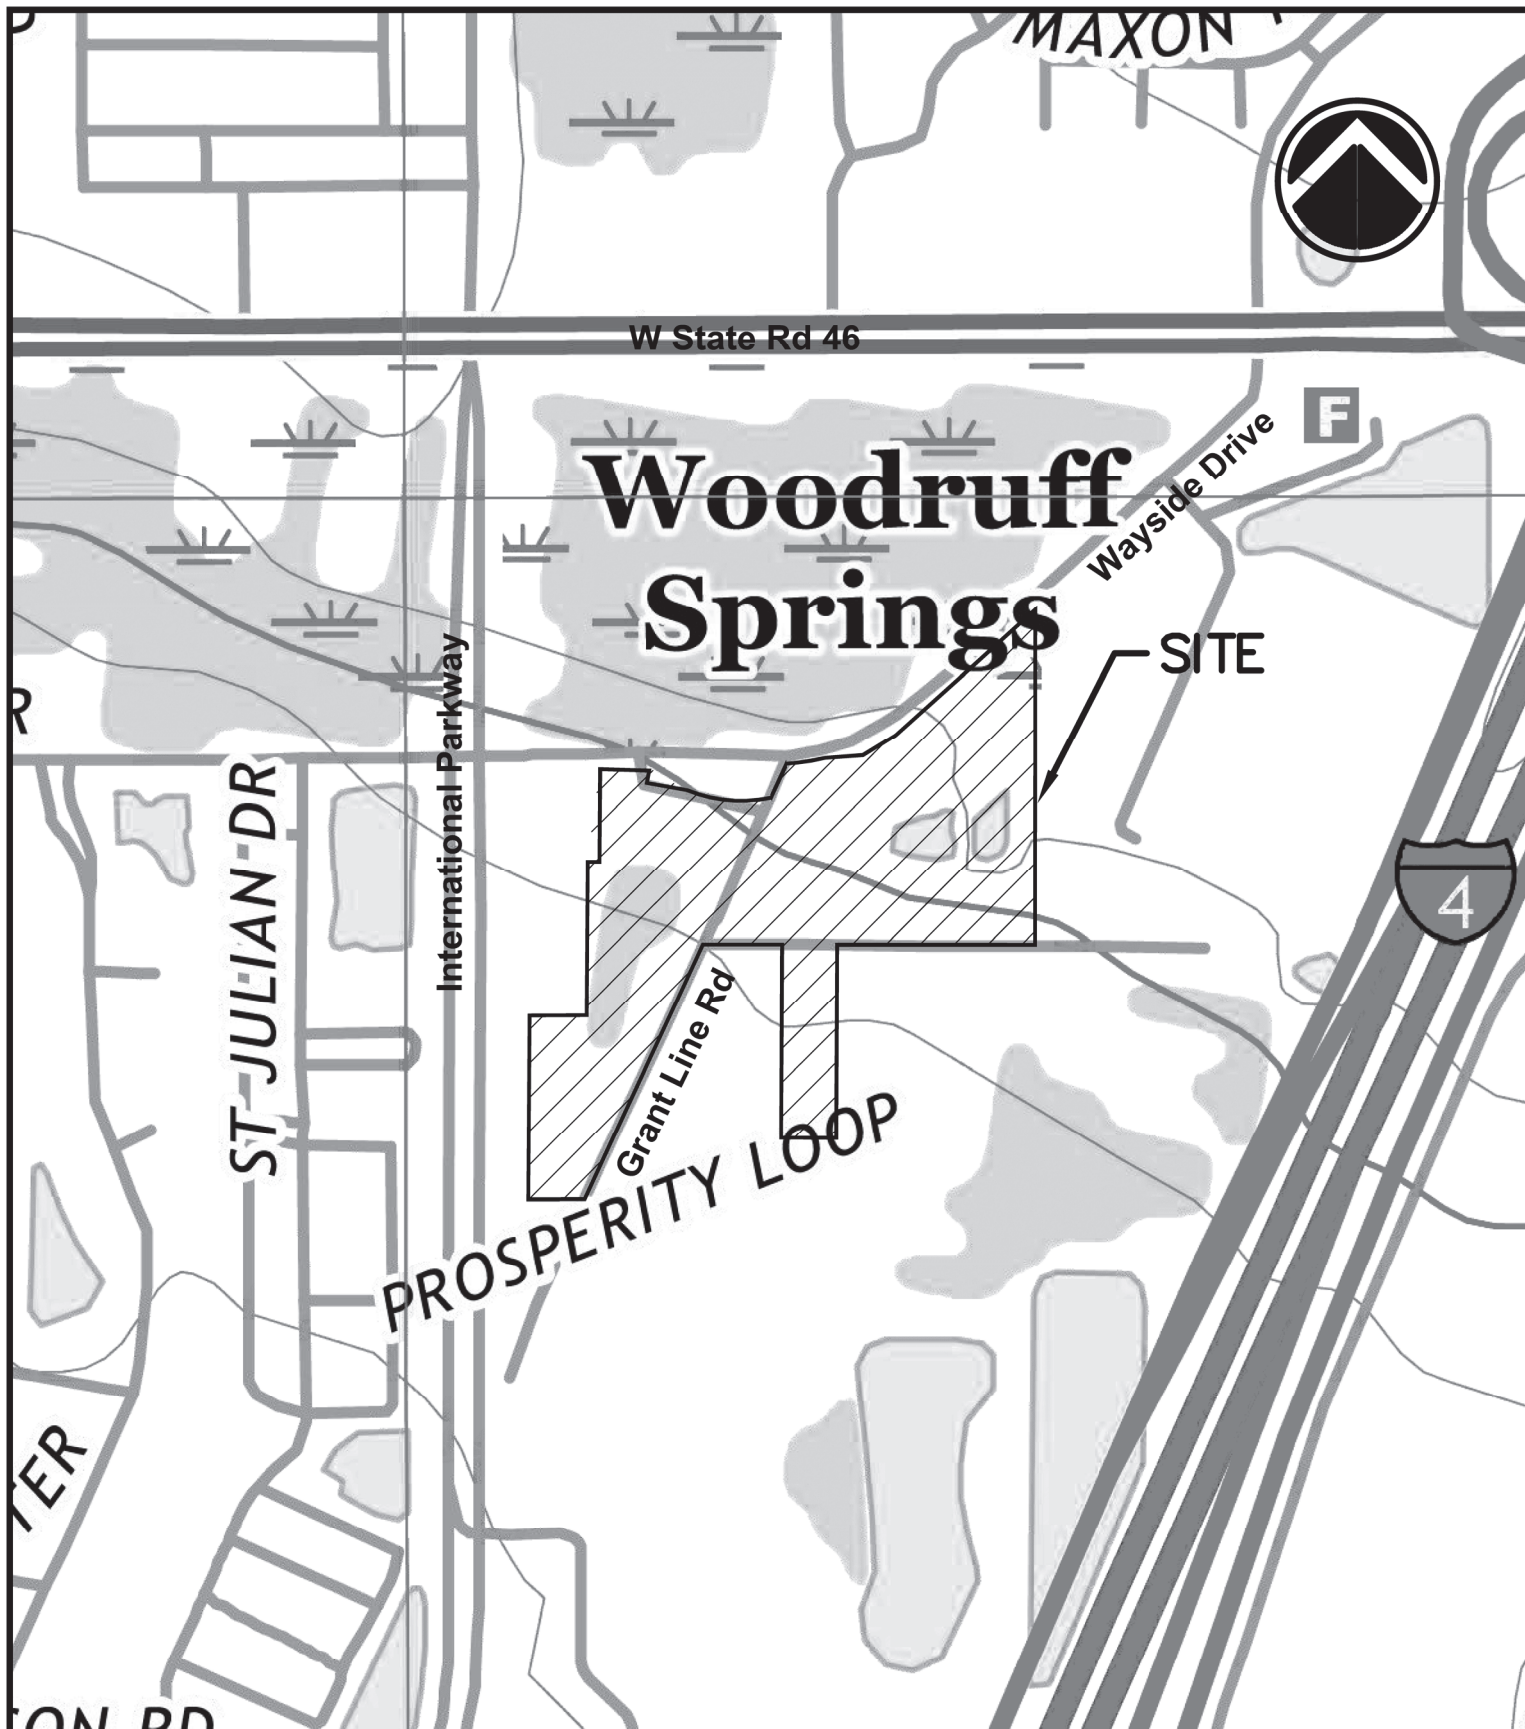 MAXON
W State Rd 46
F
Woodruff
Springs
Wayside Drive
SITE
International Parkway
ST JULIAN DR
4
Grant Line Rd
PROSPERITY LOOP
RD